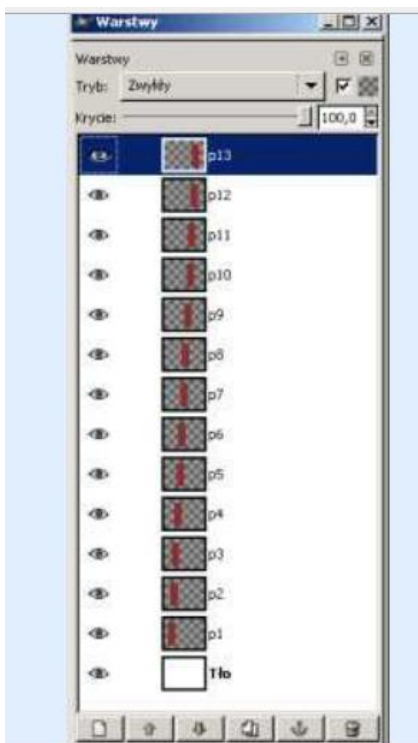 Warstwy
Warstwy
Tryb: Zwykły
Krycie: 100,0
p13
p12
p11
p10
p9
p8
p7
p6
p5
p4
p3
p2
p1
Tło